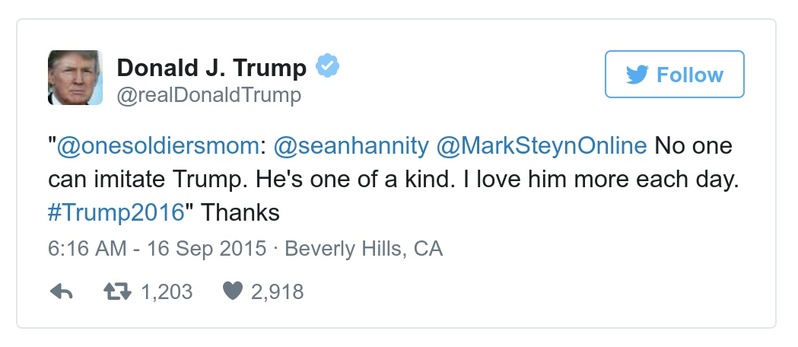 Donald J. Trump
@realDonaldTrump
Follow
"@onesoldiersmom: @seanhannity @MarkSteynOnline No one
can imitate Trump. He's one of a kind. I love him more each day.
#Trump2016" Thanks
6:16 AM - 16 Sep 2015 · Beverly Hills, CA
1,203 2,918